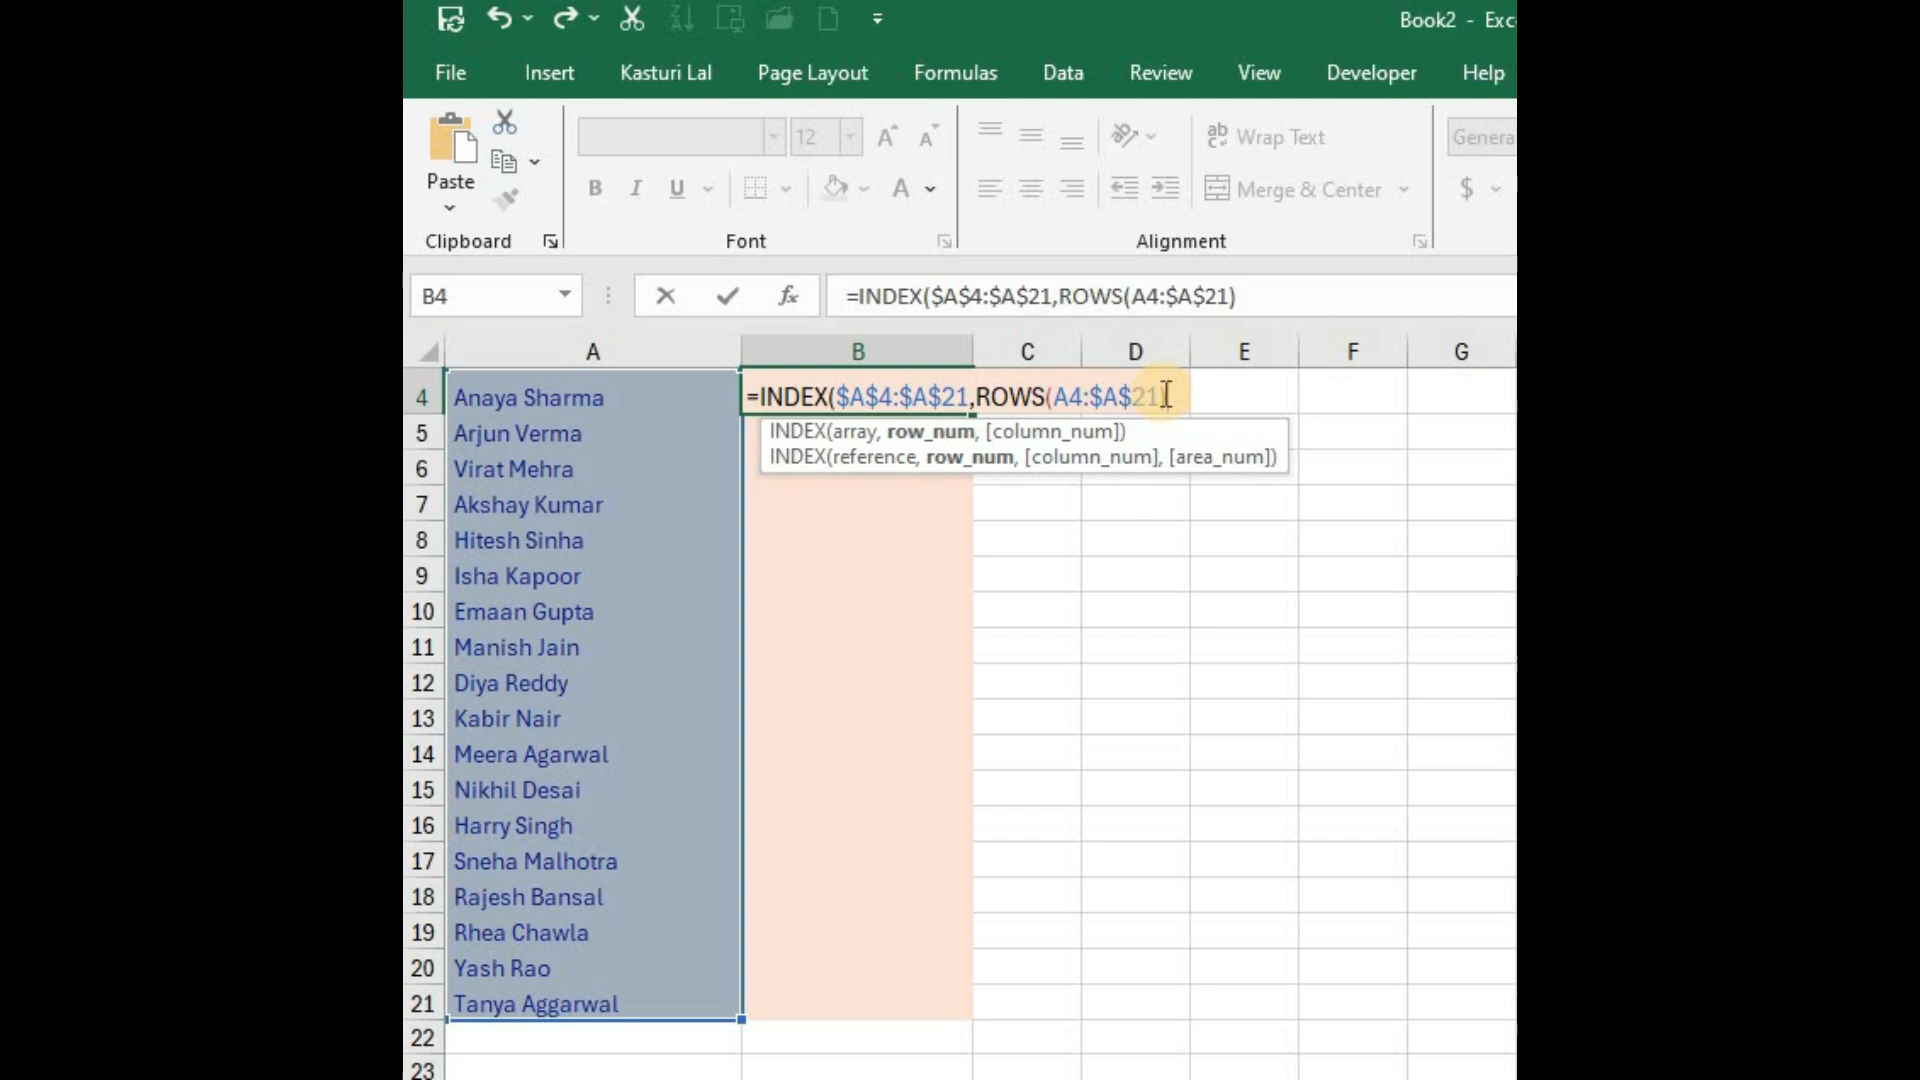 Book2 - Exc
File Insert Kasturi Lal Page Layout Formulas Data Review View Developer Help
12 A A ab Wrap Text Genera
Paste B I U A Merge & Center $
Clipboard Font Alignment
B4 fx =INDEX($A$4:$A$21,ROWS(A4:$A$21)
A B C D E F G
4 Anaya Sharma =INDEX($A$4:$A$21,ROWS(A4:$A$21)
INDEX(array, row_num, [column_num])
INDEX(reference, row_num, [column_num], [area_num])
5 Arjun Verma
6 Virat Mehra
7 Akshay Kumar
8 Hitesh Sinha
9 Isha Kapoor
10 Emaan Gupta
11 Manish Jain
12 Diya Reddy
13 Kabir Nair
14 Meera Agarwal
15 Nikhil Desai
16 Harry Singh
17 Sneha Malhotra
18 Rajesh Bansal
19 Rhea Chawla
20 Yash Rao
21 Tanya Aggarwal
22
23